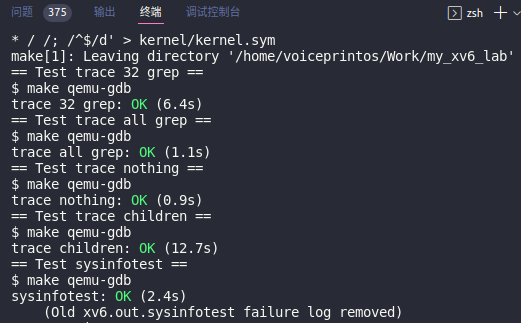 问题 375 输出 终端 调试控制台 zsh
* / /; /^$/d' > kernel/kernel.sym
make[1]: Leaving directory '/home/voiceprintos/Work/my_xv6_lab'
== Test trace 32 grep ==
$ make qemu-gdb
trace 32 grep: OK (6.4s)
== Test trace all grep ==
$ make qemu-gdb
trace all grep: OK (1.1s)
== Test trace nothing ==
$ make qemu-gdb
trace nothing: OK (0.9s)
== Test trace children ==
$ make qemu-gdb
trace children: OK (12.7s)
== Test sysinfotest ==
$ make qemu-gdb
sysinfotest: OK (2.4s)
    (Old xv6.out.sysinfotest failure log removed)